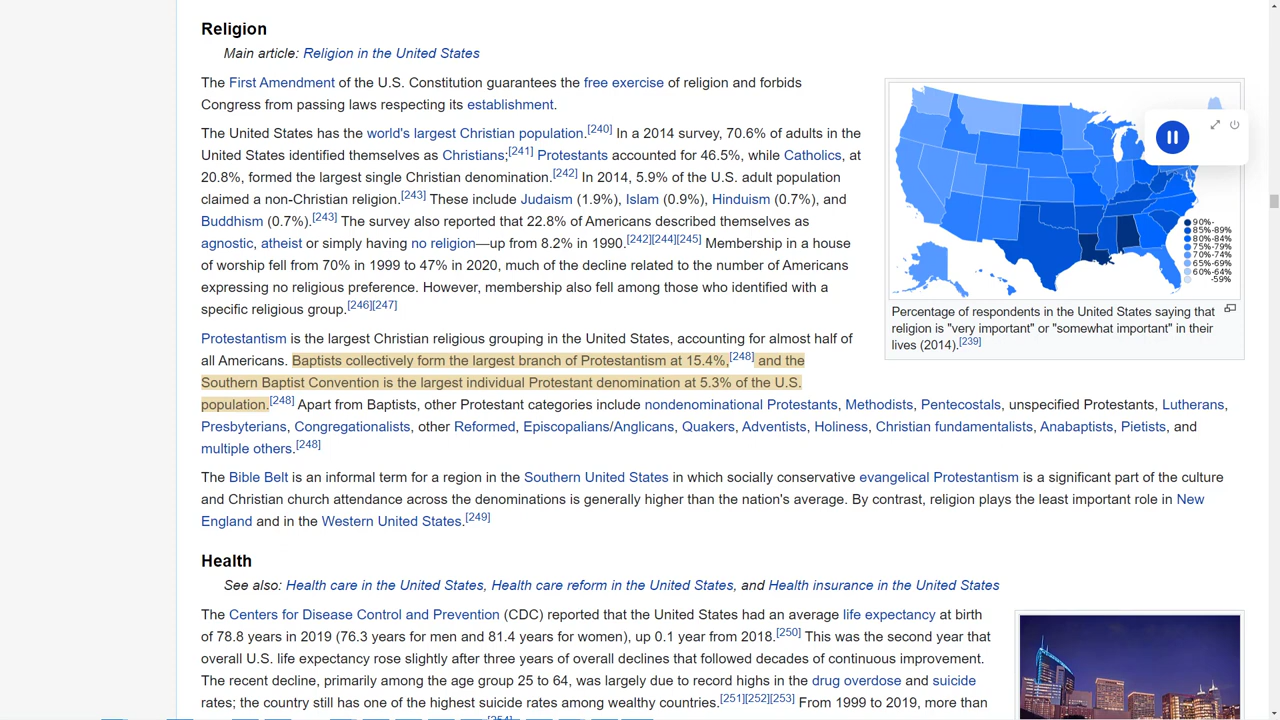 Religion
Main article: Religion in the United States
The First Amendment of the U.S. Constitution guarantees the free exercise of religion and forbids
Congress from passing laws respecting its establishment.
The United States has the world's largest Christian population.[240] In a 2014 survey, 70.6% of adults in the
United States identified themselves as Christians;[241] Protestants accounted for 46.5%, while Catholics, at
20.8%, formed the largest single Christian denomination.[242] In 2014, 5.9% of the U.S. adult population
claimed a non-Christian religion.[243] These include Judaism (1.9%), Islam (0.9%), Hinduism (0.7%), and
Buddhism (0.7%).[243] The survey also reported that 22.8% of Americans described themselves as
agnostic, atheist or simply having no religion—up from 8.2% in 1990.[242][244][245] Membership in a house
of worship fell from 70% in 1999 to 47% in 2020, much of the decline related to the number of Americans
expressing no religious preference. However, membership also fell among those who identified with a
specific religious group.[246][247]
90%-
85%-89%
80%-84%
75%-79%
70%-74%
65%-69%
60%-64%
-59%
Percentage of respondents in the United States saying that
religion is "very important" or "somewhat important" in their
lives (2014).[239]
Protestantism is the largest Christian religious grouping in the United States, accounting for almost half of
all Americans. Baptists collectively form the largest branch of Protestantism at 15.4%,[248] and the
Southern Baptist Convention is the largest individual Protestant denomination at 5.3% of the U.S.
population.[248] Apart from Baptists, other Protestant categories include nondenominational Protestants, Methodists, Pentecostals, unspecified Protestants, Lutherans,
Presbyterians, Congregationalists, other Reformed, Episcopalians/Anglicans, Quakers, Adventists, Holiness, Christian fundamentalists, Anabaptists, Pietists, and
multiple others.[248]
The Bible Belt is an informal term for a region in the Southern United States in which socially conservative evangelical Protestantism is a significant part of the culture
and Christian church attendance across the denominations is generally higher than the nation's average. By contrast, religion plays the least important role in New
England and in the Western United States.[249]
Health
See also: Health care in the United States, Health care reform in the United States, and Health insurance in the United States
The Centers for Disease Control and Prevention (CDC) reported that the United States had an average life expectancy at birth
of 78.8 years in 2019 (76.3 years for men and 81.4 years for women), up 0.1 year from 2018.[250] This was the second year that
overall U.S. life expectancy rose slightly after three years of overall declines that followed decades of continuous improvement.
The recent decline, primarily among the age group 25 to 64, was largely due to record highs in the drug overdose and suicide
rates; the country still has one of the highest suicide rates among wealthy countries.[251][252][253] From 1999 to 2019, more than